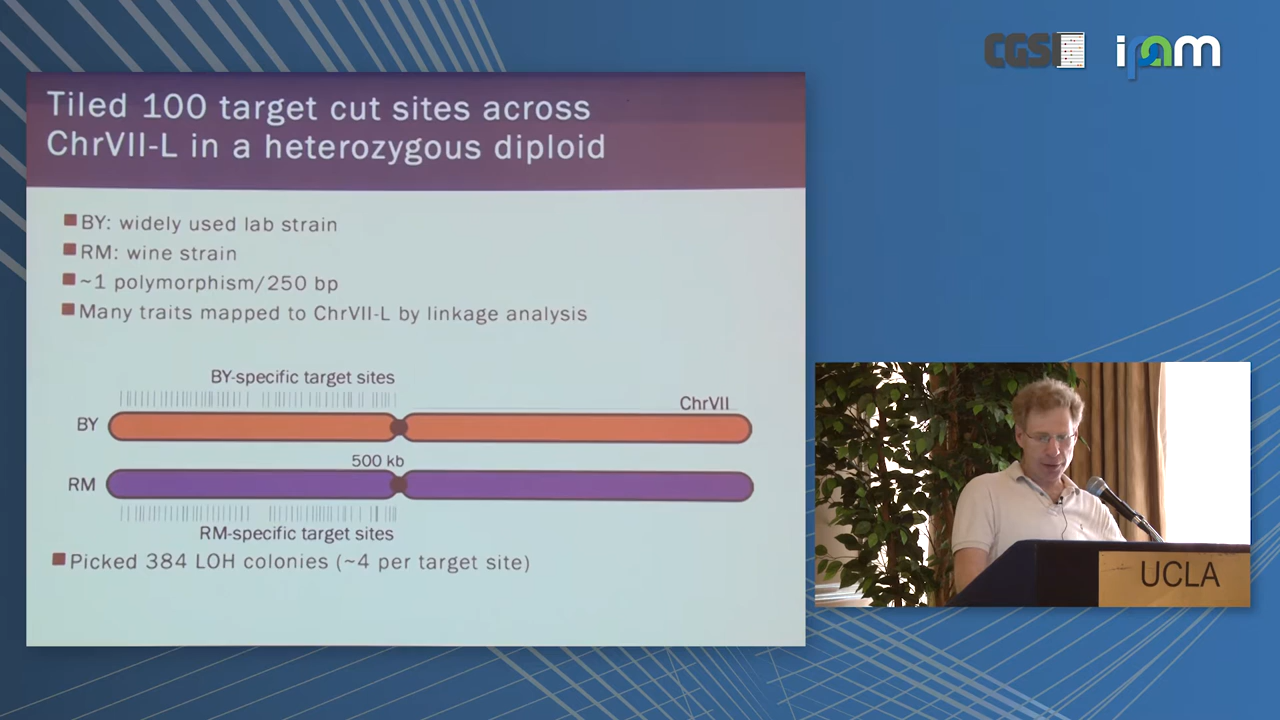 CGSI
ipam
Tiled 100 target cut sites across
ChrVII-L in a heterozygous diploid
BY: widely used lab strain
RM: wine strain
~1 polymorphism/250 bp
Many traits mapped to ChrVII-L by linkage analysis
BY-specific target sites
ChrVII
BY
500 kb
RM
RM-specific target sites
Picked 384 LOH colonies (~4 per target site)
UCLA